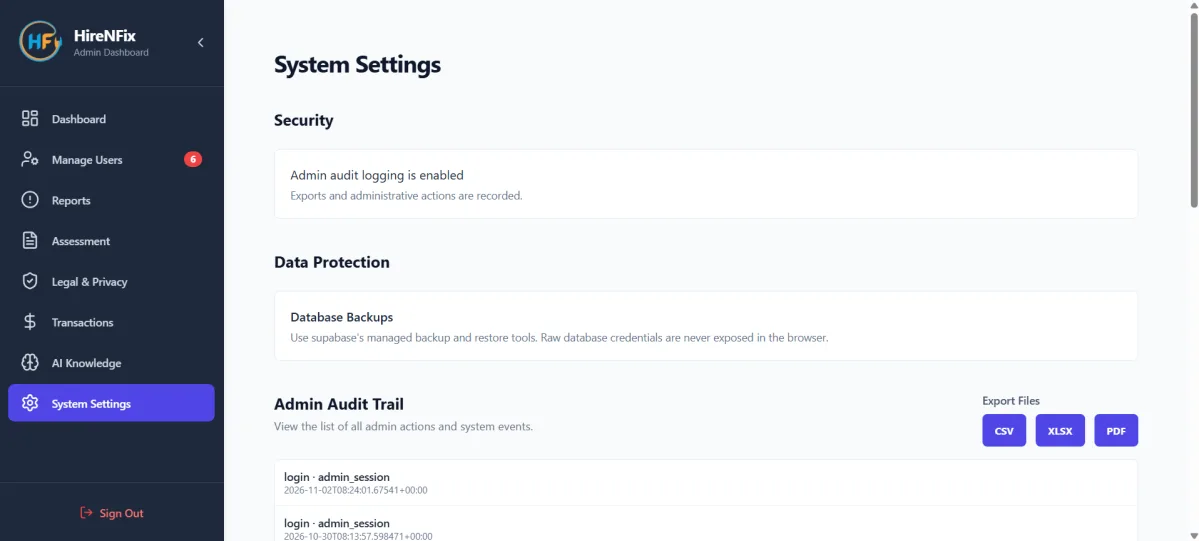 HF
HireNFix
Admin Dashboard
Dashboard
Manage Users
6
Reports
Assessment
Legal & Privacy
Transactions
AI Knowledge
System Settings
Sign Out
System Settings
Security
Admin audit logging is enabled
Exports and administrative actions are recorded.
Data Protection
Database Backups
Use supabase's managed backup and restore tools. Raw database credentials are never exposed in the browser.
Admin Audit Trail
View the list of all admin actions and system events.
Export Files
CSV
XLSX
PDF
login · admin_session
2026-11-02T08:24:01.67541+00:00
login · admin_session
2026-10-30T08:13:57.598471+00:00